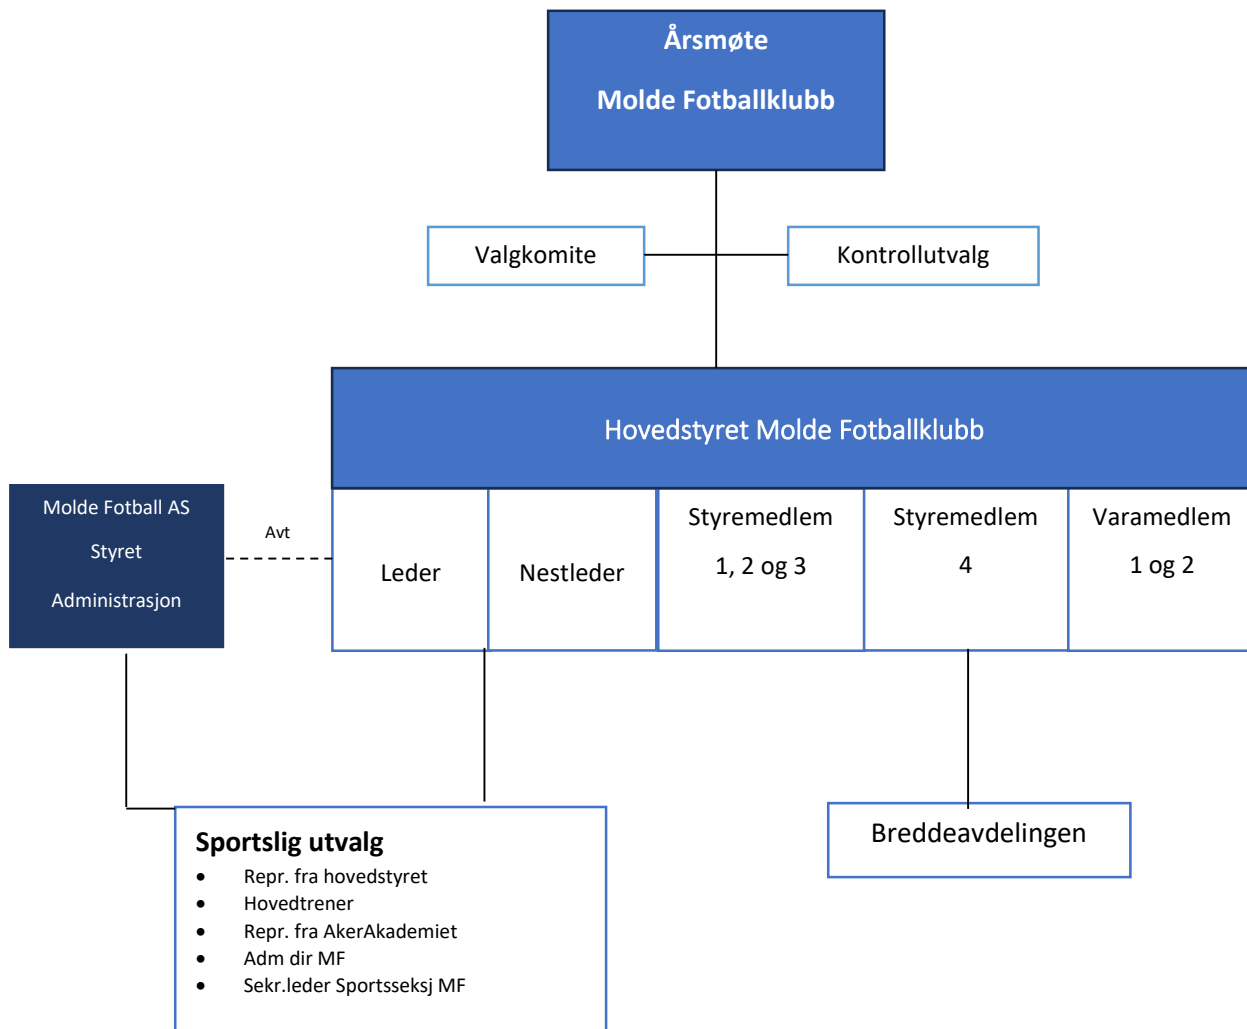 Årsmøte
Molde Fotballklubb
Valgkomite
Kontrollutvalg
Hovedstyret Molde Fotballklubb
Molde Fotball AS
Styret
Administrasjon
Avt
Leder
Nestleder
Styremedlem
1, 2 og 3
Styremedlem
4
Varamedlem
1 og 2
Sportslig utvalg
• Repr. fra hovedstyret
• Hovedtrener
• Repr. fra AkerAkademiet
• Adm dir MF
• Sekr.leder Sportsseksj MF
Breddeavdelingen